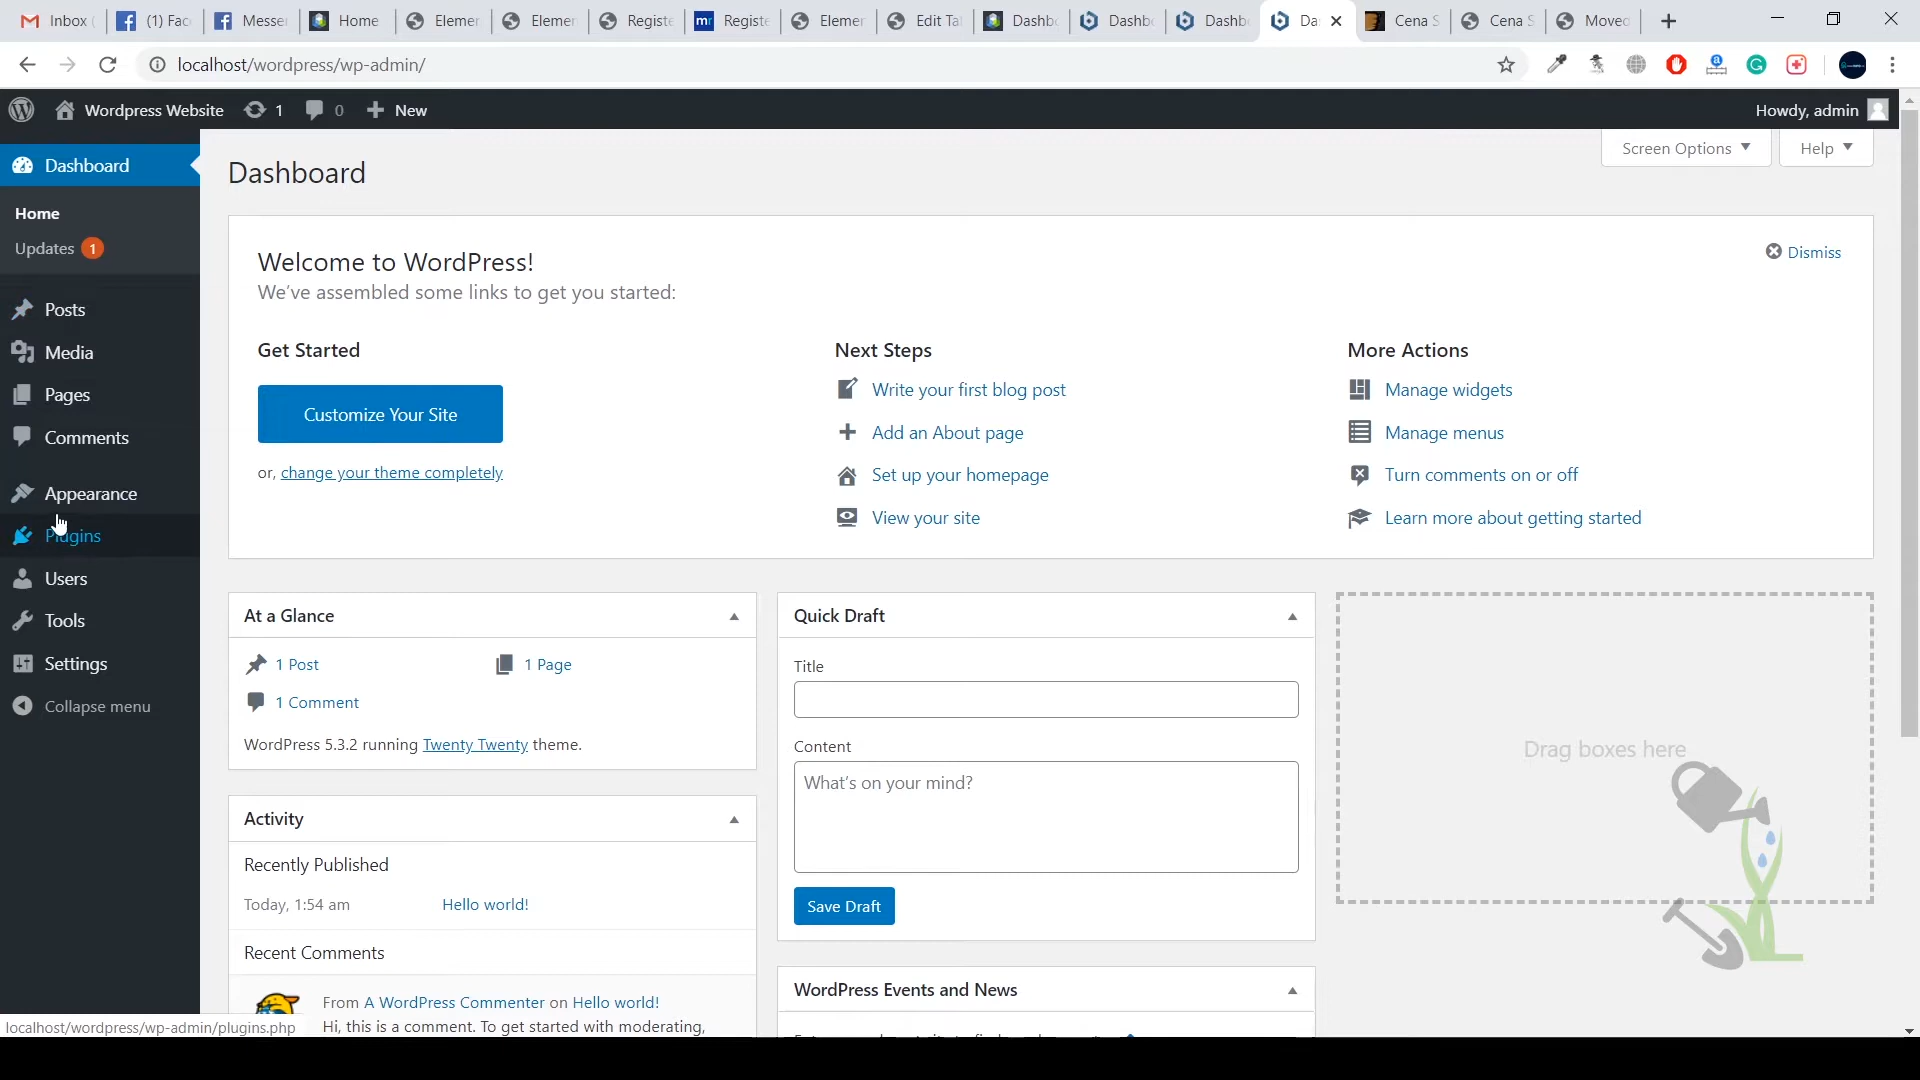 Inbox (
(1) Fac
Messe
Home
Elemen
Elemen
Registe
mr Registe
Elemen
Edit Ta
Dashbo
Dashbo
Dashbo
Da
Cena S
Cena S
Moved
localhost/wordpress/wp-admin/
Wordpress Website 1 0 New Howdy, admin
Dashboard
Home
Updates 1
Posts
Media
Pages
Comments
Appearance
Plugins
Users
Tools
Settings
Collapse menu
Screen Options Help
Dashboard
Welcome to WordPress!
Dismiss
We've assembled some links to get you started:
Get Started
Customize Your Site
or, change your theme completely
Next Steps
Write your first blog post
Add an About page
Set up your homepage
View your site
More Actions
Manage widgets
Manage menus
Turn comments on or off
Learn more about getting started
At a Glance
1 Post 1 Page
1 Comment
WordPress 5.3.2 running Twenty Twenty theme.
Activity
Recently Published
Today, 1:54 am Hello world!
Recent Comments
From A WordPress Commenter on Hello world!
Hi, this is a comment. To get started with moderating,
Quick Draft
Title
Content
What's on your mind?
Save Draft
WordPress Events and News
Drag boxes here
localhost/wordpress/wp-admin/plugins.php